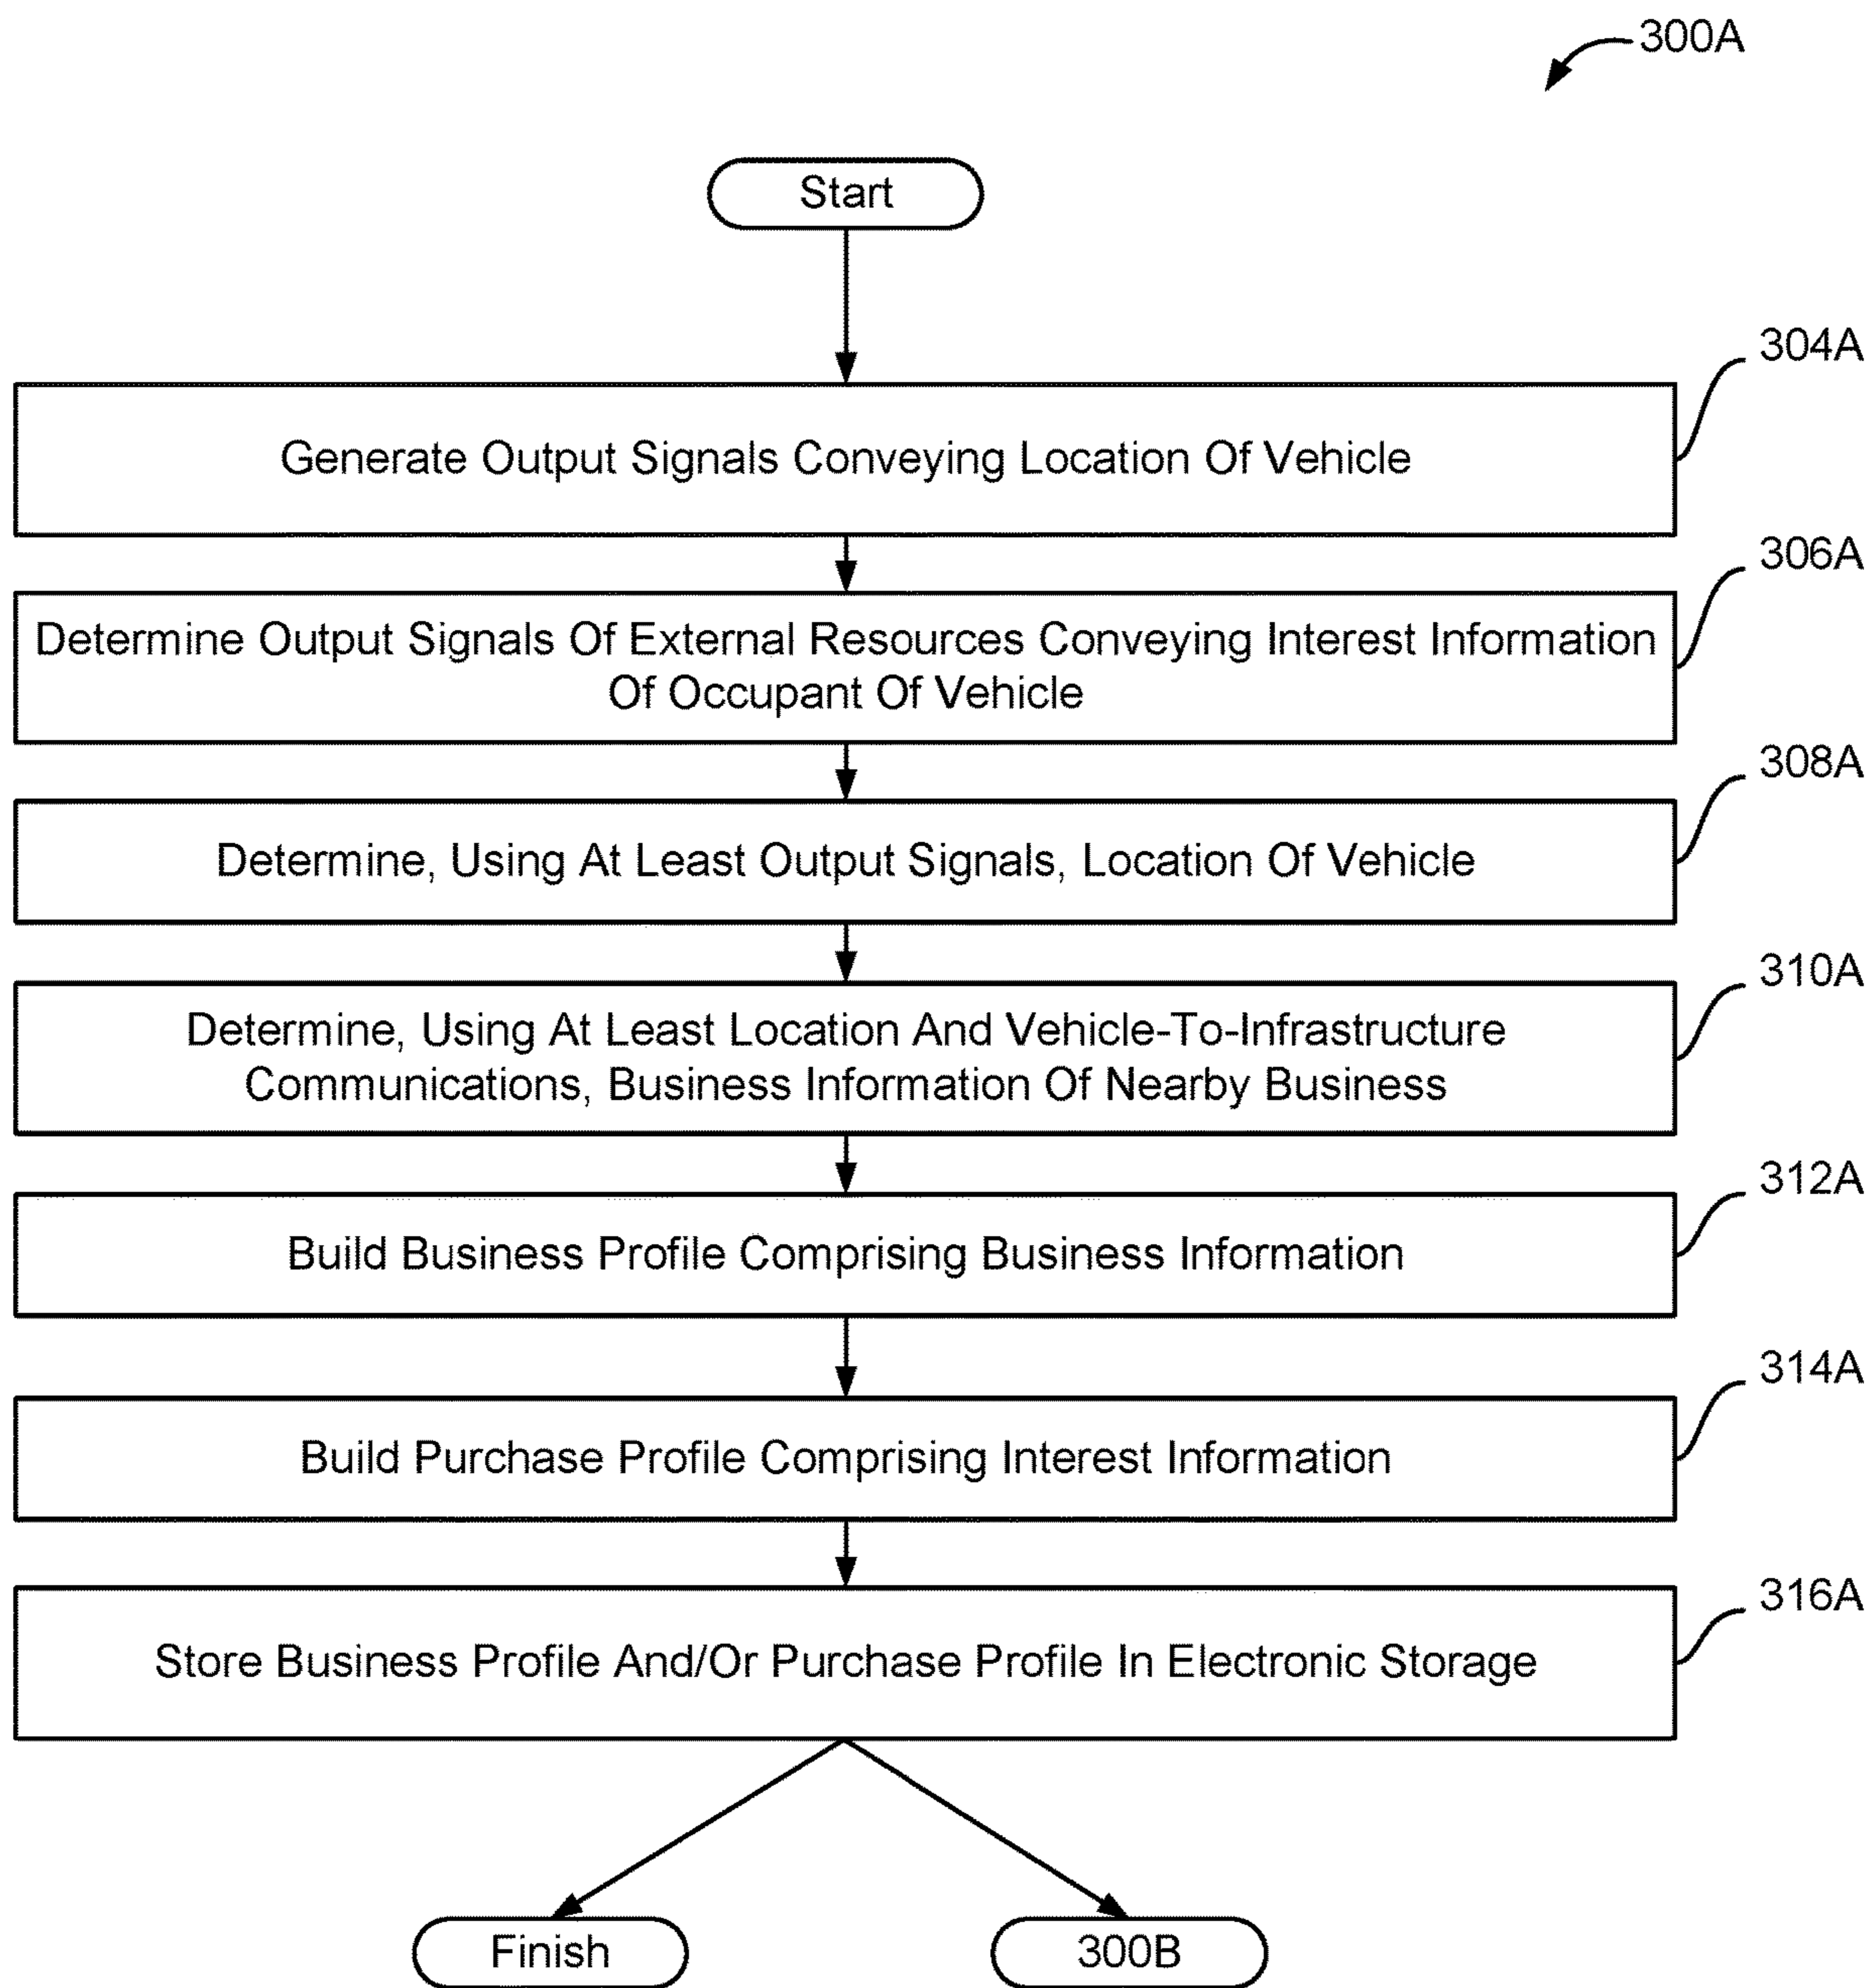 300A
Start
304A
Generate Output Signals Conveying Location Of Vehicle
306A
Determine Output Signals Of External Resources Conveying Interest Information
Of Occupant Of Vehicle
308A
Determine, Using At Least Output Signals, Location Of Vehicle
310A
Determine, Using At Least Location And Vehicle-To-Infrastructure
Communications, Business Information Of Nearby Business
312A
Build Business Profile Comprising Business Information
314A
Build Purchase Profile Comprising Interest Information
316A
Store Business Profile And/Or Purchase Profile In Electronic Storage
Finish
300B